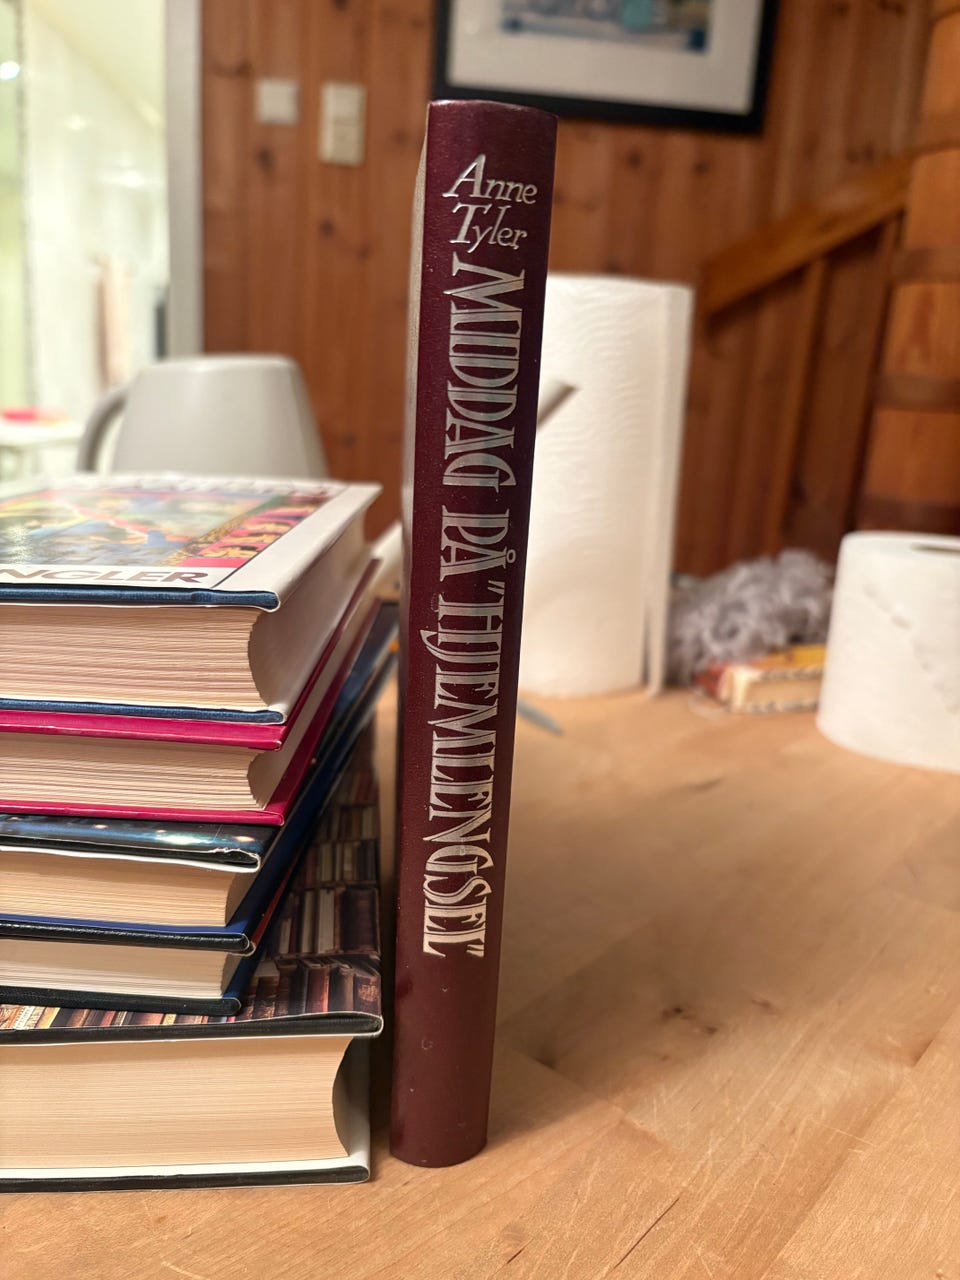 Anne
Tyler
MIDDAG PÅ "HJEMLENGSEL"
NGLER